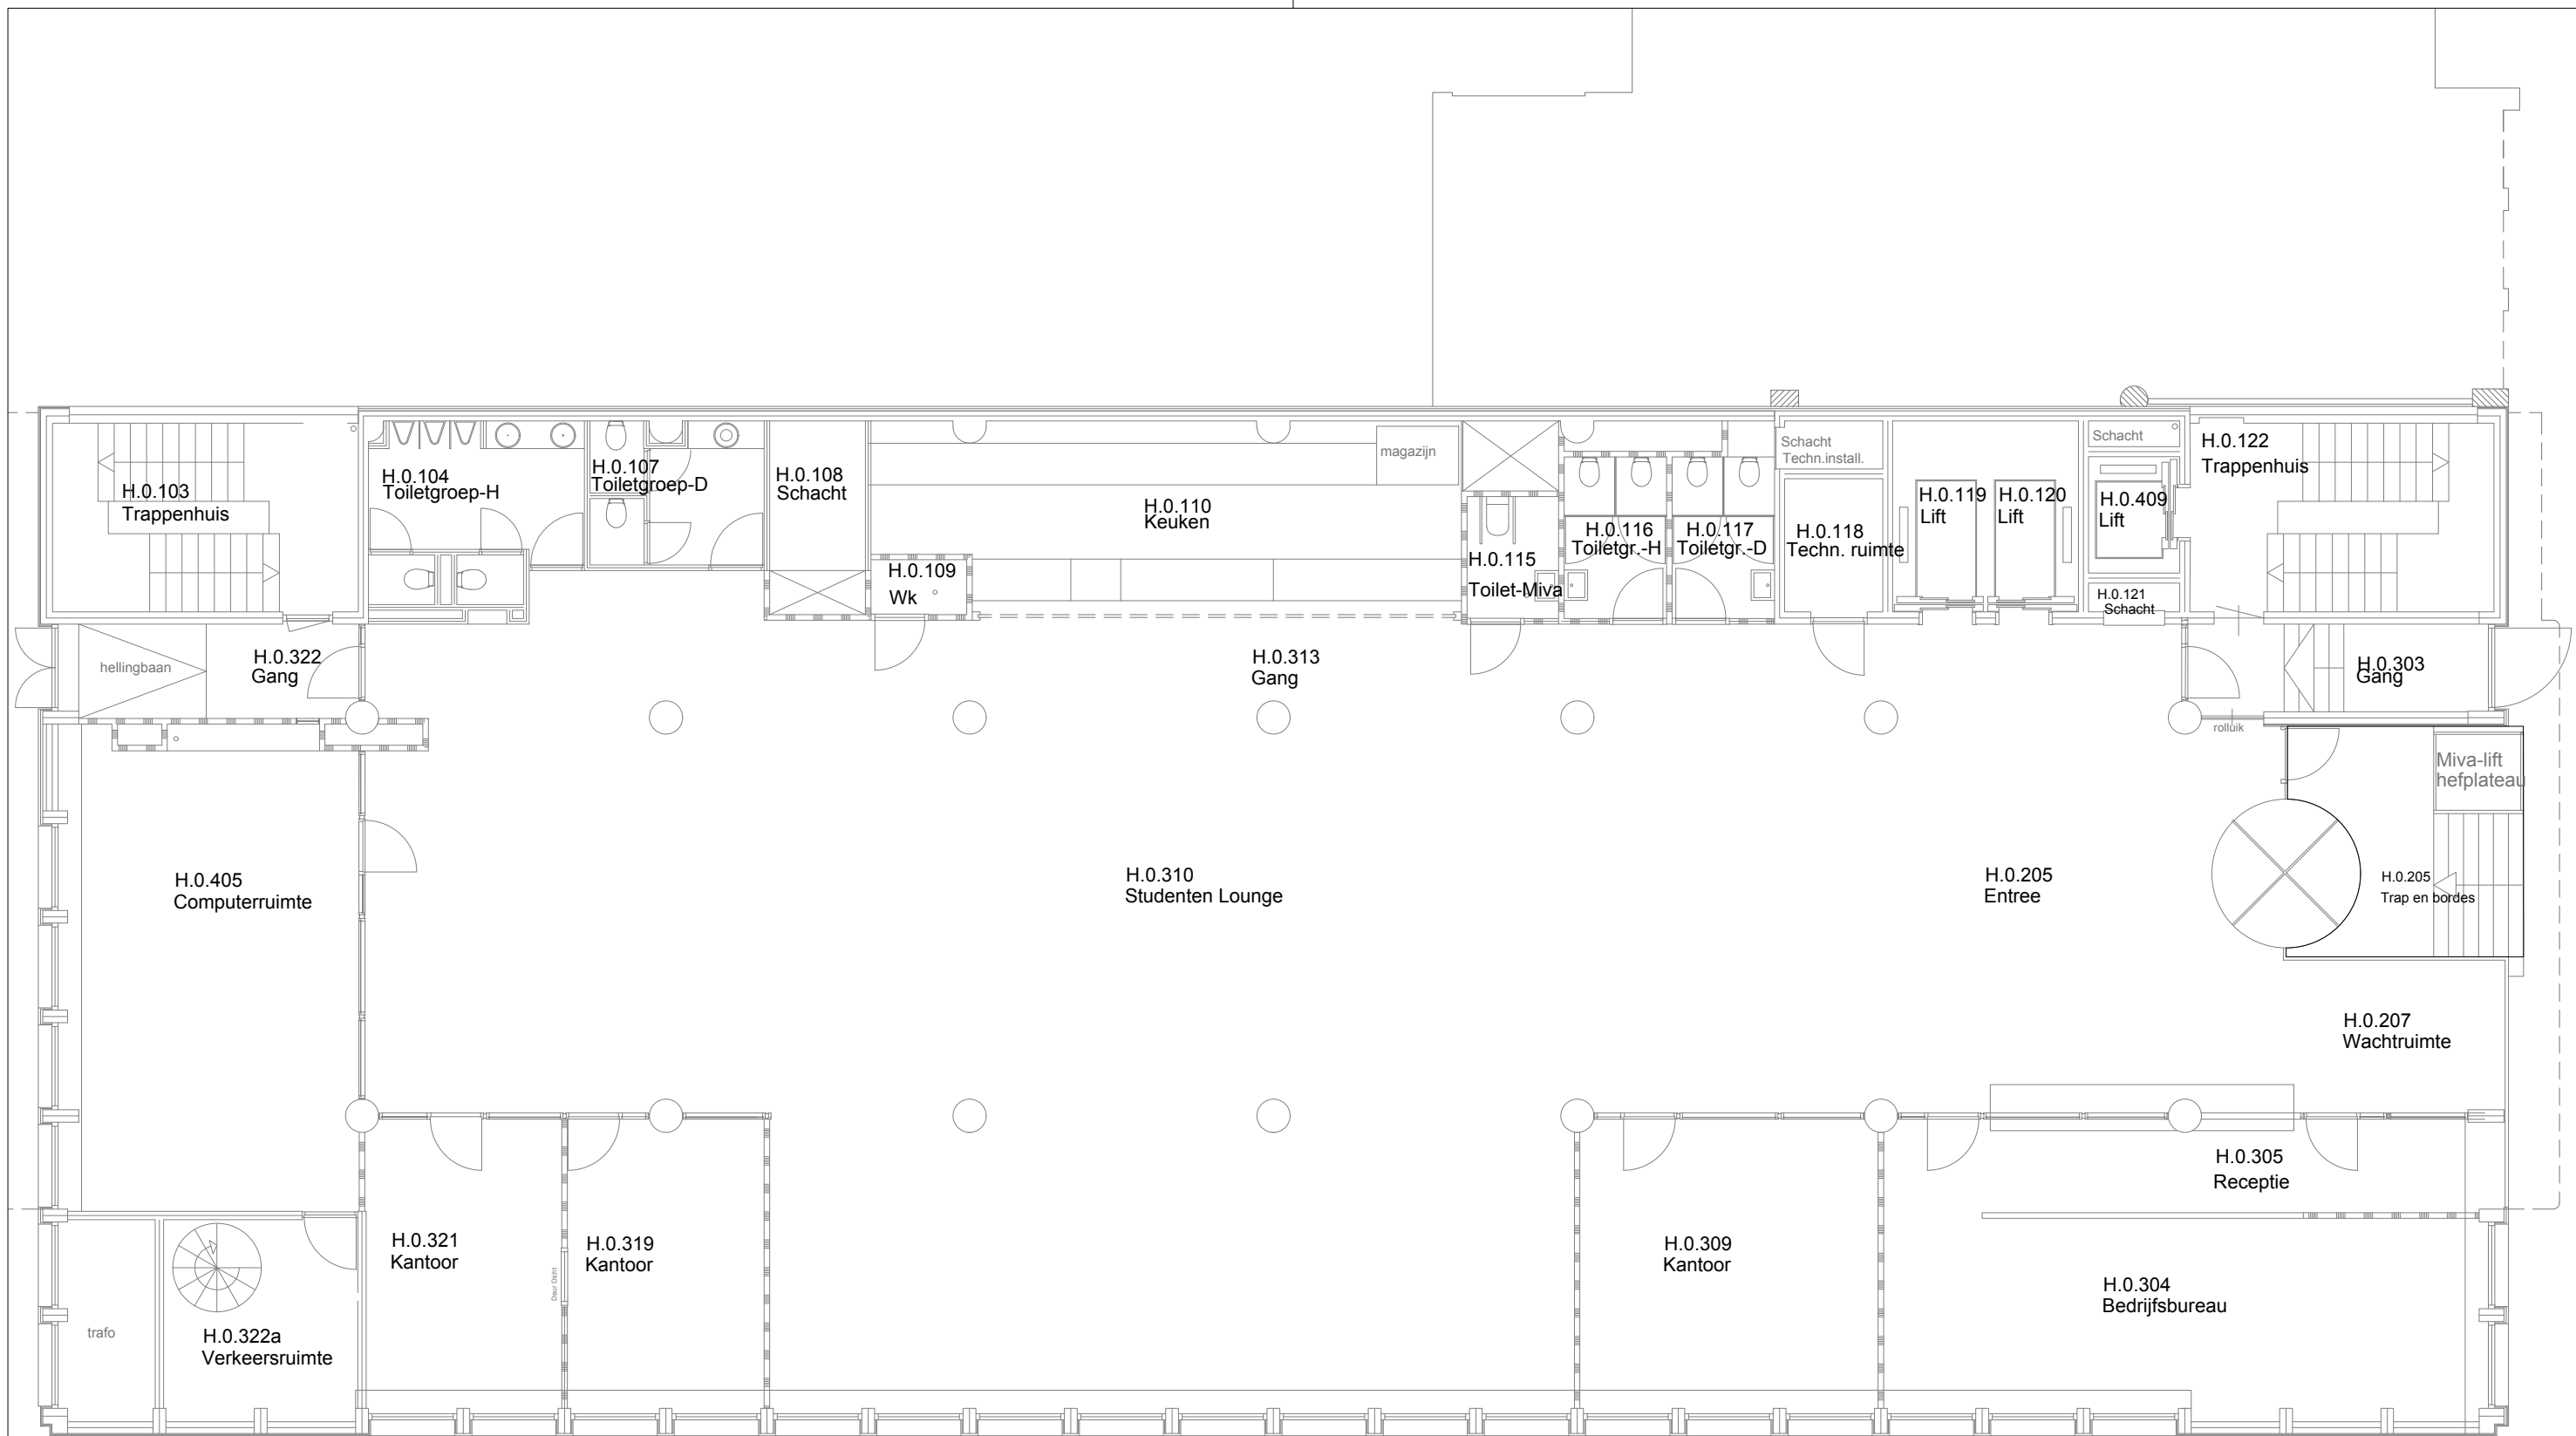 H.0.103
Trappenhuis
H.0.104
Toiletgroep-H
H.0.107
Toiletgroep-D
H.0.108
Schacht
H.0.109
Wk
H.0.110
Keuken
magazijn
H.0.115
Toilet-Miva
H.0.116
Toiletgr.-H
H.0.117
Toiletgr.-D
Schacht
Techn.install.
H.0.118
Techn. ruimte
H.0.119
Lift
H.0.120
Lift
Schacht
H.0.409
Lift
H.0.121
Schacht
H.0.122
Trappenhuis
hellingbaan
H.0.322
Gang
H.0.313
Gang
H.0.303
Gang
rolluik
Miva-lift
hefplateau
H.0.405
Computerruimte
H.0.310
Studenten Lounge
H.0.205
Entree
H.0.205
Trap en bordes
H.0.207
Wachtruimte
H.0.305
Receptie
H.0.321
Kantoor
Deur Dicht
H.0.319
Kantoor
H.0.309
Kantoor
H.0.304
Bedrijfsbureau
trafo
H.0.322a
Verkeersruimte